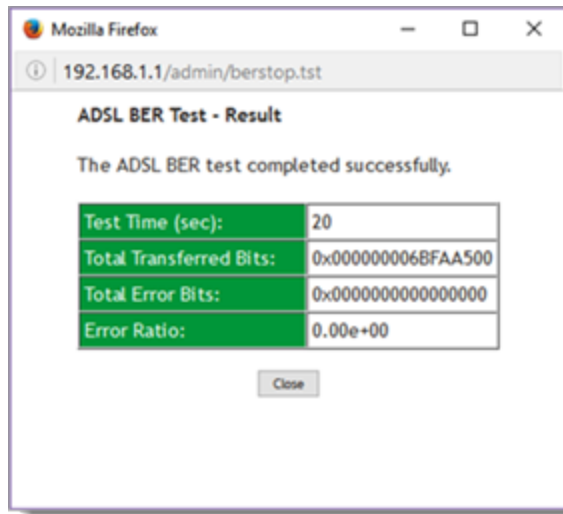 Mozilla Firefox
192.168.1.1/admin/berstop.tst
ADSL BER Test - Result
The ADSL BER test completed successfully.
Test Time (sec): 20
Total Transferred Bits: 0x000000006BFAA500
Total Error Bits: 0x0000000000000000
Error Ratio: 0.00e+00
Close